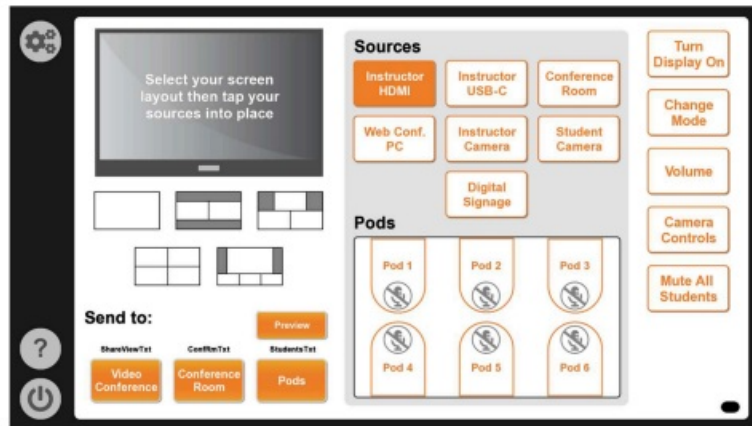 Select your screen
layout then tap your
sources into place
Send to:
Preview
ShareViewTxt
ConfRmTxt
StudentsTxt
Video
Conference
Conference
Room
Pods
Sources
Instructor
HDMI
Instructor
USB-C
Conference
Room
Web Conf.
PC
Instructor
Camera
Student
Camera
Digital
Signage
Pods
Pod 1
Pod 2
Pod 3
Pod 4
Pod 5
Pod 6
Turn
Display On
Change
Mode
Volume
Camera
Controls
Mute All
Students
?